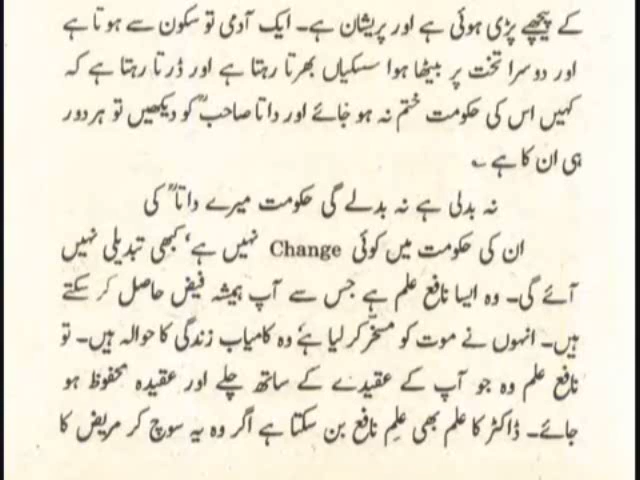 کے پیچھے پڑی ہوئی ہے اور پریشان ہے۔ ایک آدمی تو سکون سے ہوتا ہے
اور دوسرا تخت پر بیٹھا ہوا سسکیاں بھرتا رہتا ہے اور ڈرتا رہتا ہے کہ
کہیں اس کی حکومت ختم نہ ہو جائے اور داتا صاحبؒ کو دیکھیں تو ہر دور
ہی ان کا ہے ؎
نہ بدلی ہے نہ بدلے گی حکومت میرے داتاؒ کی
ان کی حکومت میں کوئی Change نہیں ہے، کبھی تبدیلی نہیں
آئے گی۔ وہ ایسا نافع علم ہے جس سے آپ ہمیشہ فیض حاصل کر سکتے
ہیں۔ انہوں نے موت کو مسخّر کر لیا ہے، وہ کامیاب زندگی کا حوالہ ہیں۔ تو
نافع علم وہ جو آپ کے عقیدے کے ساتھ چلے اور عقیدہ محفوظ ہو
جائے۔ ڈاکٹر کا علم بھی علمِ نافع بن سکتا ہے اگر وہ یہ سوچ کر مریض کا